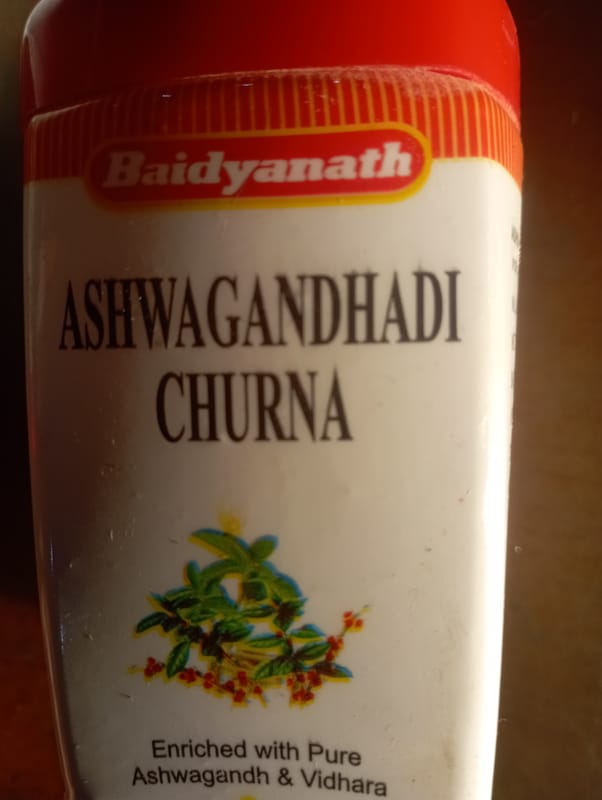 Baidyanath
ASHWAGANDHADI
CHURNA
Enriched with Pure
Ashwagandh & Vidhara